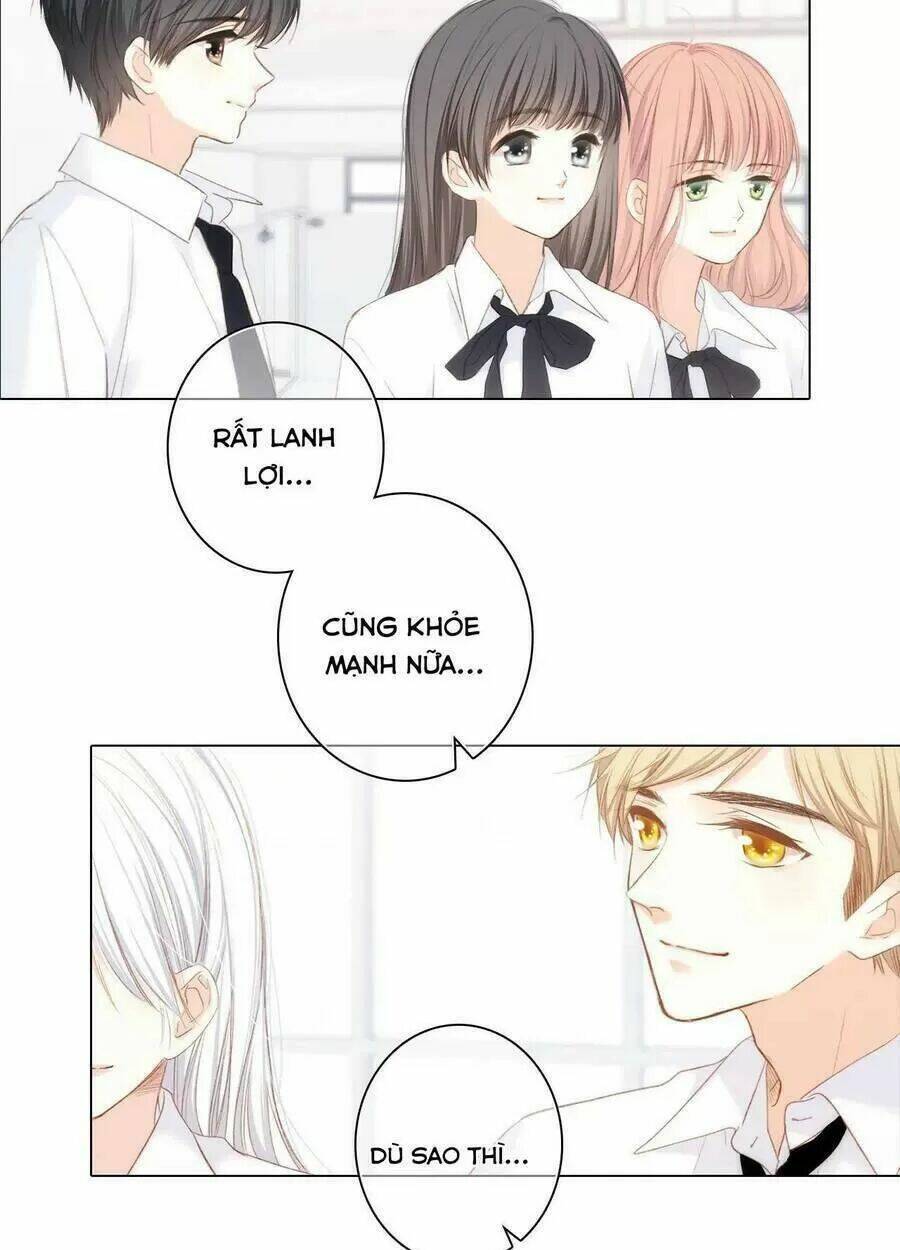 RẤT LANH
LỢI...
CŨNG KHỎE
MẠNH NỮA...
DÙ SAO THÌ...